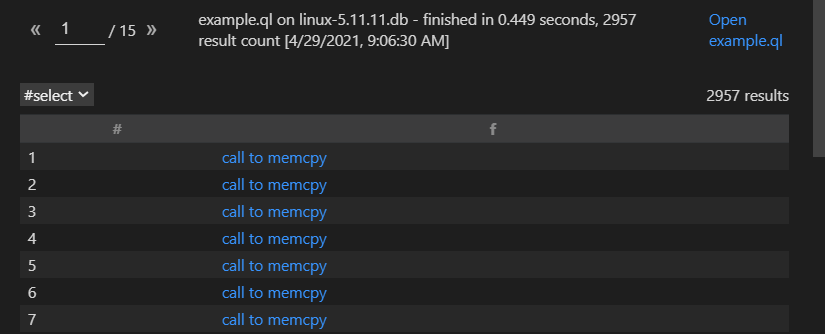 « 1 / 15 »
example.ql on linux-5.11.11.db - finished in 0.449 seconds, 2957
result count [4/29/2021, 9:06:30 AM]
Open
example.ql
#select
2957 results
# f
1 call to memcpy
2 call to memcpy
3 call to memcpy
4 call to memcpy
5 call to memcpy
6 call to memcpy
7 call to memcpy